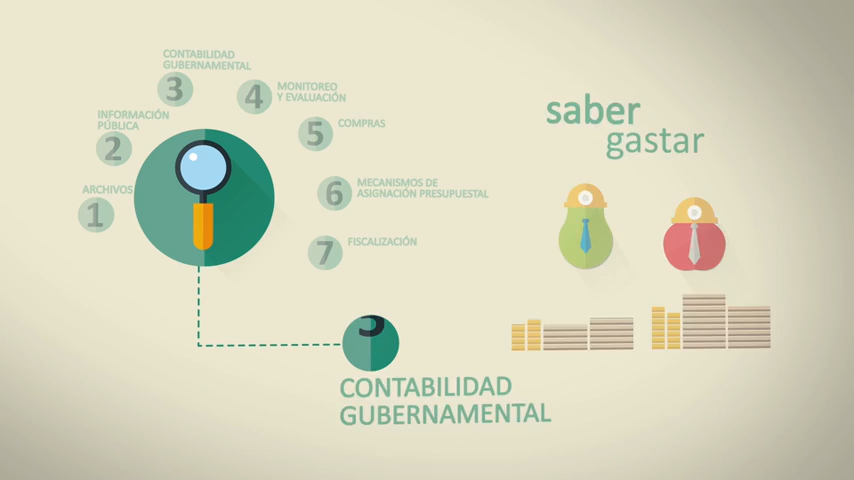 CONTABILIDAD
GUBERNAMENTAL
3
4
MONITOREO
Y EVALUACIÓN
INFORMACIÓN
PÚBLICA
2
5
COMPRAS
ARCHIVOS
1
6
MECANISMOS DE
ASIGNACIÓN PRESUPUESTAL
7
FISCALIZACIÓN
saber
gastar
CONTABILIDAD
GUBERNAMENTAL